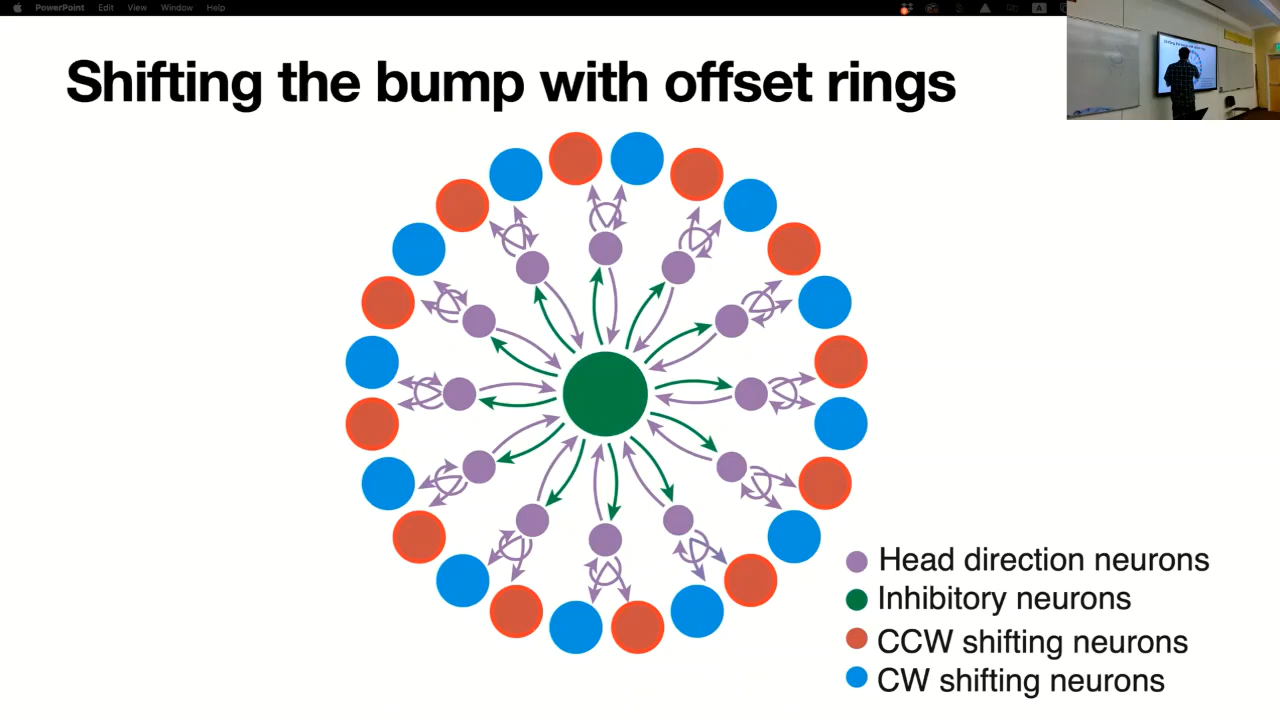 PowerPoint Edit View Window Help
A
Shifting the bump with offset rings
Head direction neurons
Inhibitory neurons
CCW shifting neurons
CW shifting neurons